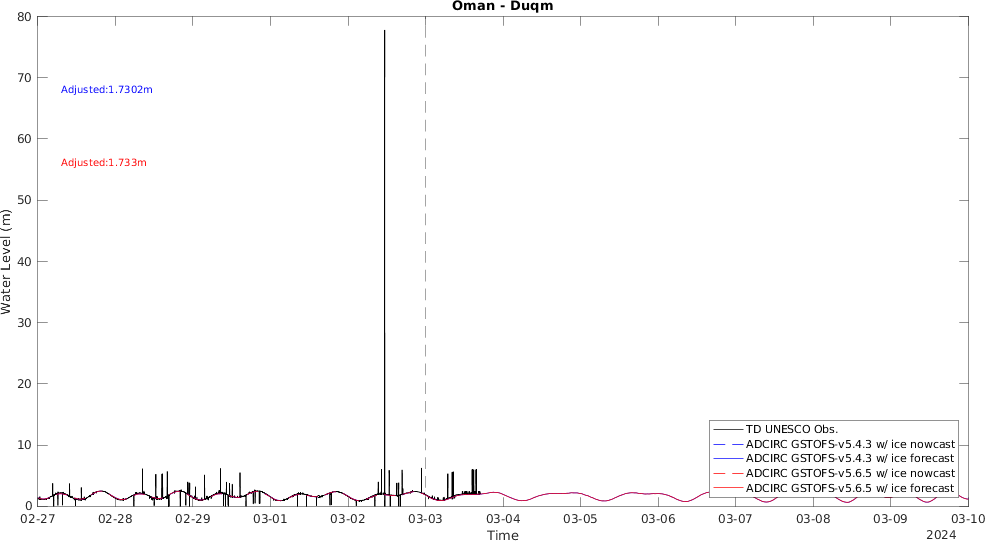 Oman - Duqm
80
70
60
50
40
30
20
10
0
Water Level (m)
Adjusted:1.7302m
Adjusted:1.733m
TD UNESCO Obs.
ADCIRC GSTOFS-v5.4.3 w/ ice nowcast
ADCIRC GSTOFS-v5.4.3 w/ ice forecast
ADCIRC GSTOFS-v5.6.5 w/ ice nowcast
ADCIRC GSTOFS-v5.6.5 w/ ice forecast
02-27 02-28 02-29 03-01 03-02 03-03 03-04 03-05 03-06 03-07 03-08 03-09 03-10
Time
2024